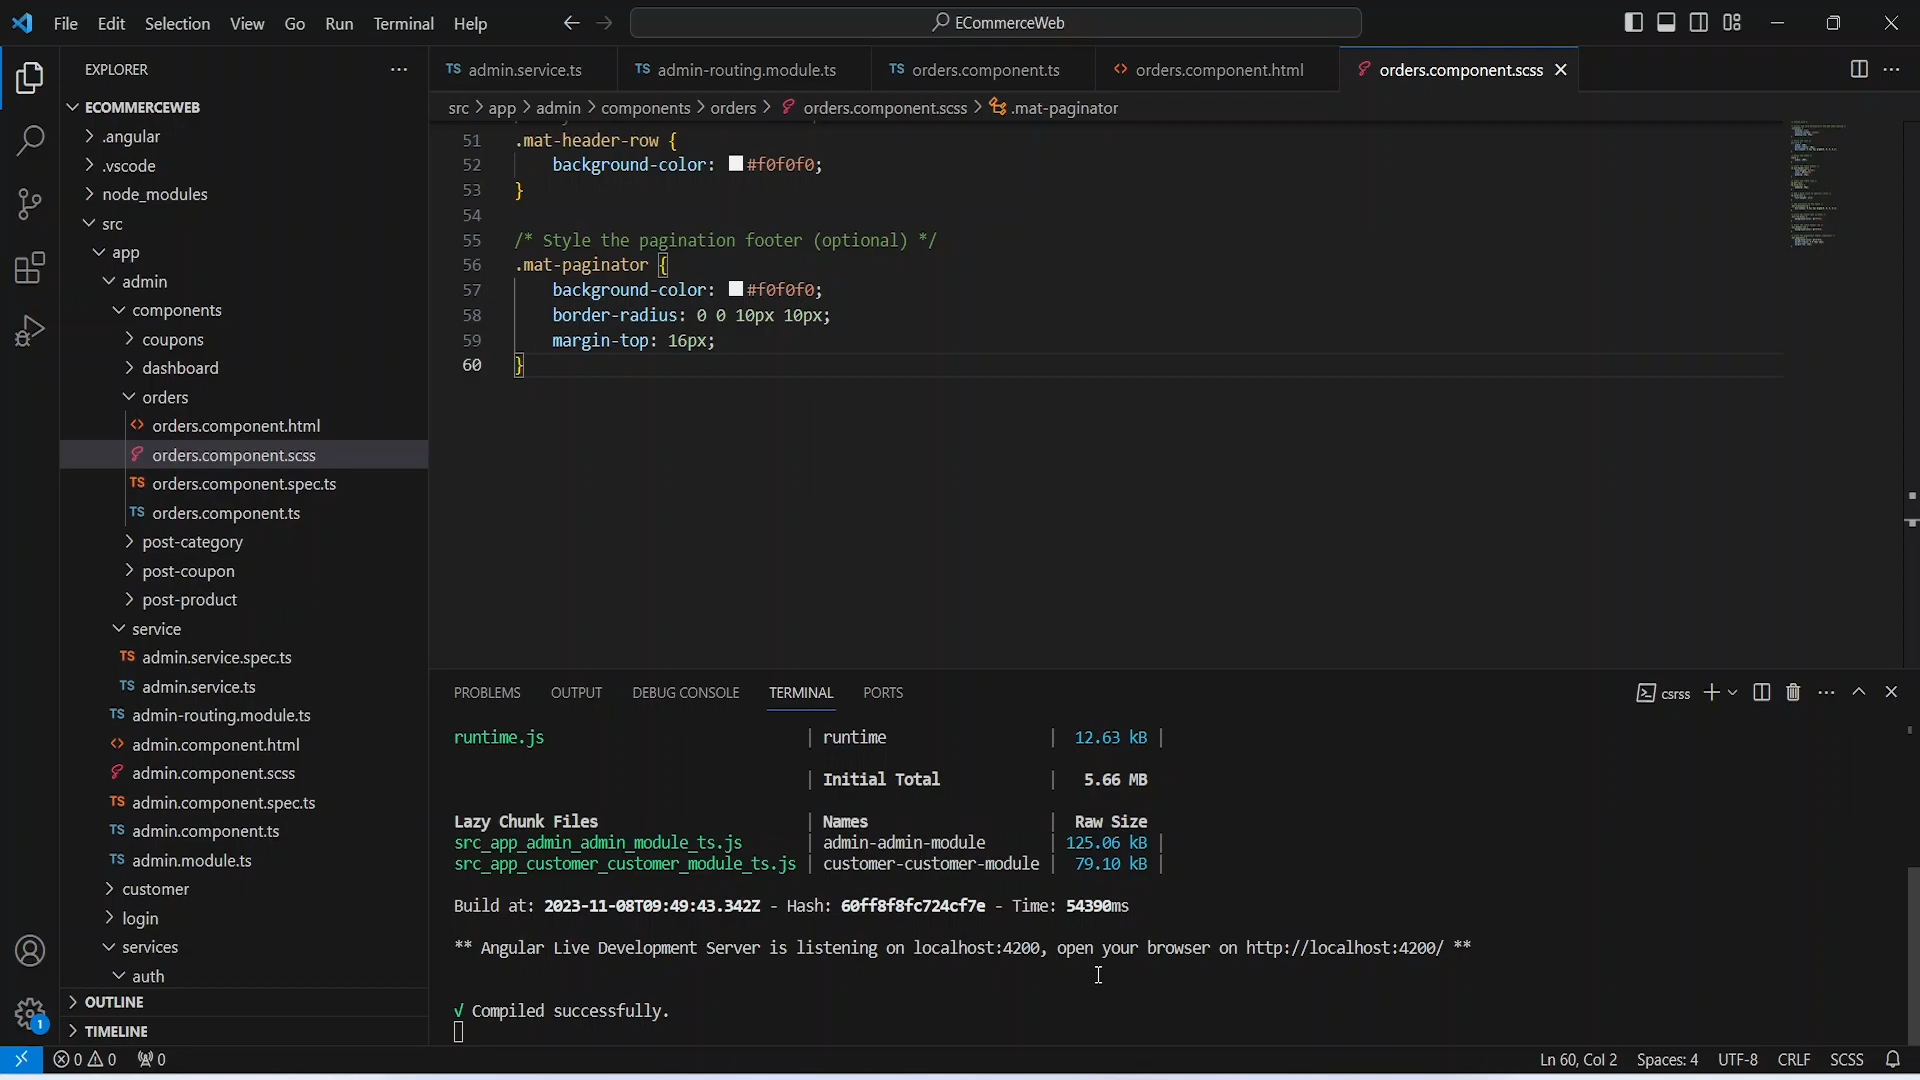 File Edit Selection View Go Run Terminal Help
ECommerceWeb
EXPLORER
ECOMMERCEWEB
.angular
.vscode
node_modules
src
app
admin
components
coupons
dashboard
orders
orders.component.html
orders.component.scss
orders.component.spec.ts
orders.component.ts
post-category
post-coupon
post-product
service
TS admin.service.spec.ts
TS admin.service.ts
TS admin-routing.module.ts
admin.component.html
admin.component.scss
TS admin.component.spec.ts
TS admin.component.ts
TS admin.module.ts
customer
login
services
auth
OUTLINE
TIMELINE
TS admin.service.ts TS admin-routing.module.ts TS orders.component.ts <> orders.component.html orders.component.scss
src > app > admin > components > orders > orders.component.scss > .mat-paginator
51 .mat-header-row {
52 background-color: #f0f0f0;
53 }
54
55 /* Style the pagination footer (optional) */
56 .mat-paginator {
57 background-color: #f0f0f0;
58 border-radius: 0 0 10px 10px;
59 margin-top: 16px;
60 }
PROBLEMS OUTPUT DEBUG CONSOLE TERMINAL PORTS
csrss
runtime.js | runtime | 12.63 kB |
| Initial Total | 5.66 MB
Lazy Chunk Files | Names | Raw Size
src_app_admin_admin_module_ts.js | admin-admin-module | 125.06 kB |
src_app_customer_customer_module_ts.js | customer-customer-module | 79.10 kB |
Build at: 2023-11-08T09:49:43.342Z - Hash: 60ff8f8fc724cf7e - Time: 54390ms
** Angular Live Development Server is listening on localhost:4200, open your browser on http://localhost:4200/ **
√ Compiled successfully.
1
0 0 0
Ln 60, Col 2 Spaces: 4 UTF-8 CRLF SCSS